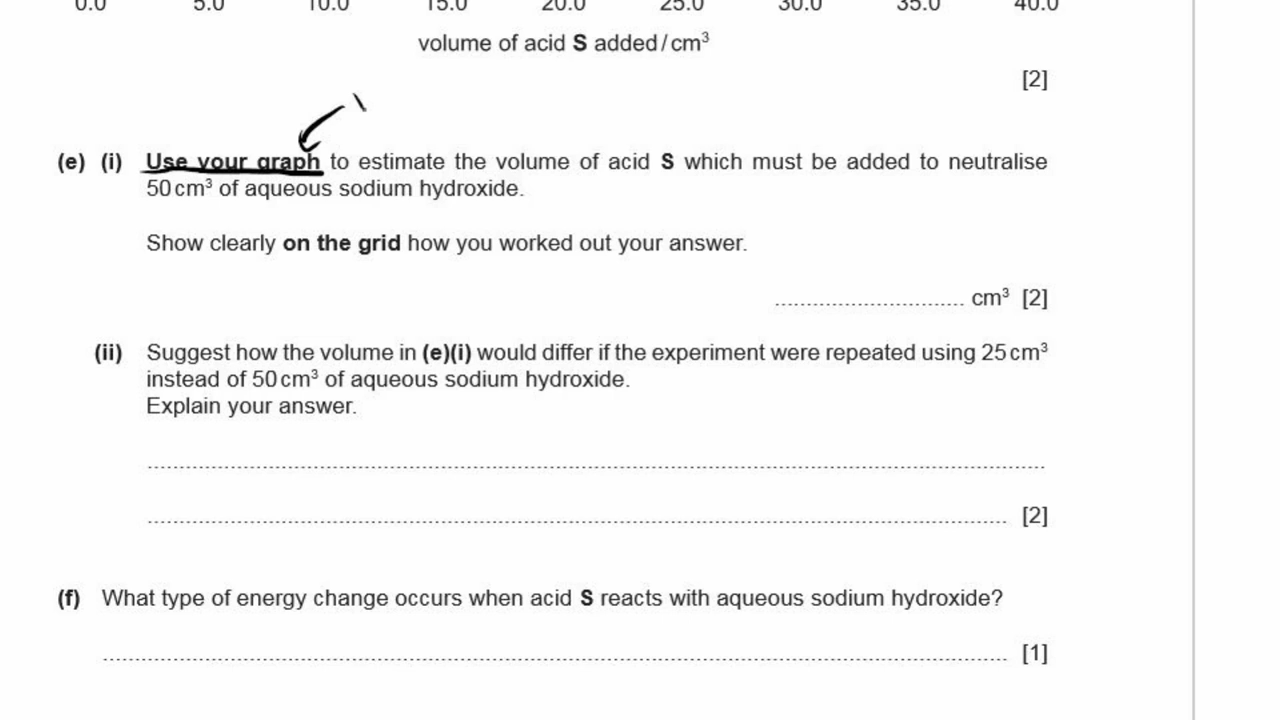 0.0 5.0 10.0 15.0 20.0 25.0 30.0 35.0 40.0
volume of acid S added/cm³
[2]
(e) (i) Use your graph to estimate the volume of acid S which must be added to neutralise
50 cm³ of aqueous sodium hydroxide.
Show clearly on the grid how you worked out your answer.
.............................. cm³ [2]
(ii) Suggest how the volume in (e)(i) would differ if the experiment were repeated using 25 cm³
instead of 50 cm³ of aqueous sodium hydroxide.
Explain your answer.
[2]
(f) What type of energy change occurs when acid S reacts with aqueous sodium hydroxide?
[1]